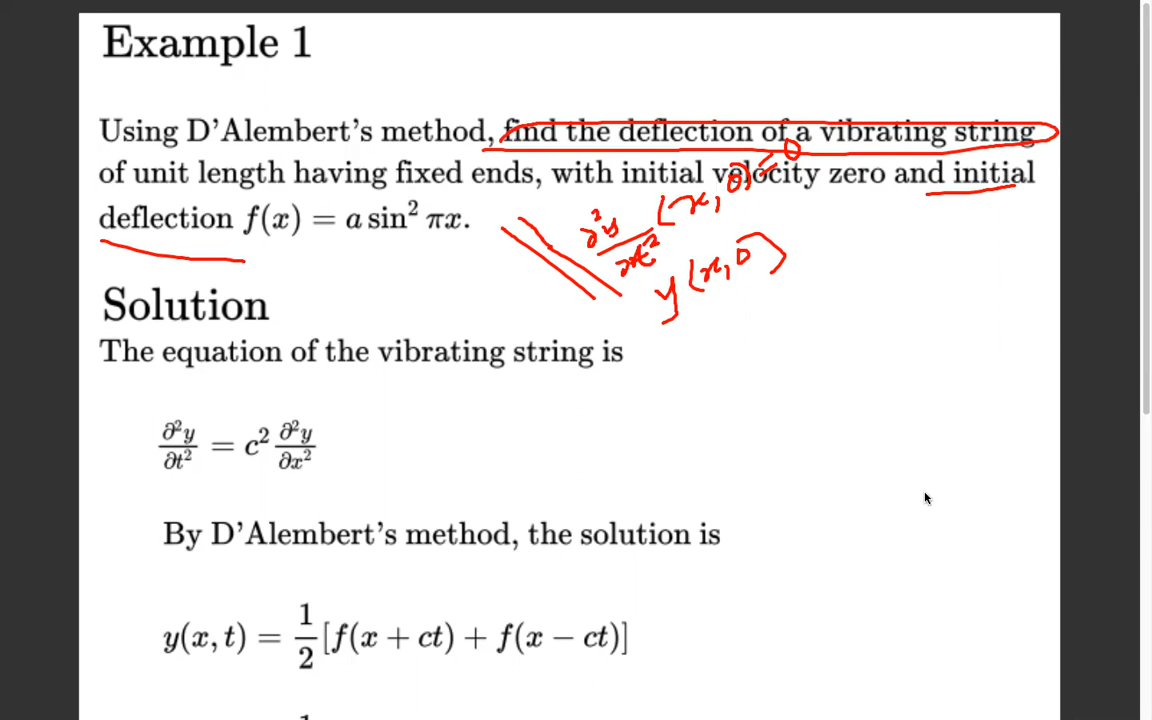 Example 1
Using D’Alembert’s method, find the deflection of a vibrating string
of unit length having fixed ends, with initial velocity zero and initial
deflection f(x) = a sin² πx.
∂²y/∂t² (x, 0) = 0
y(x, 0)
Solution
The equation of the vibrating string is
∂²y/∂t² = c² ∂²y/∂x²
By D’Alembert’s method, the solution is
y(x, t) = 1/2 [f(x + ct) + f(x − ct)]